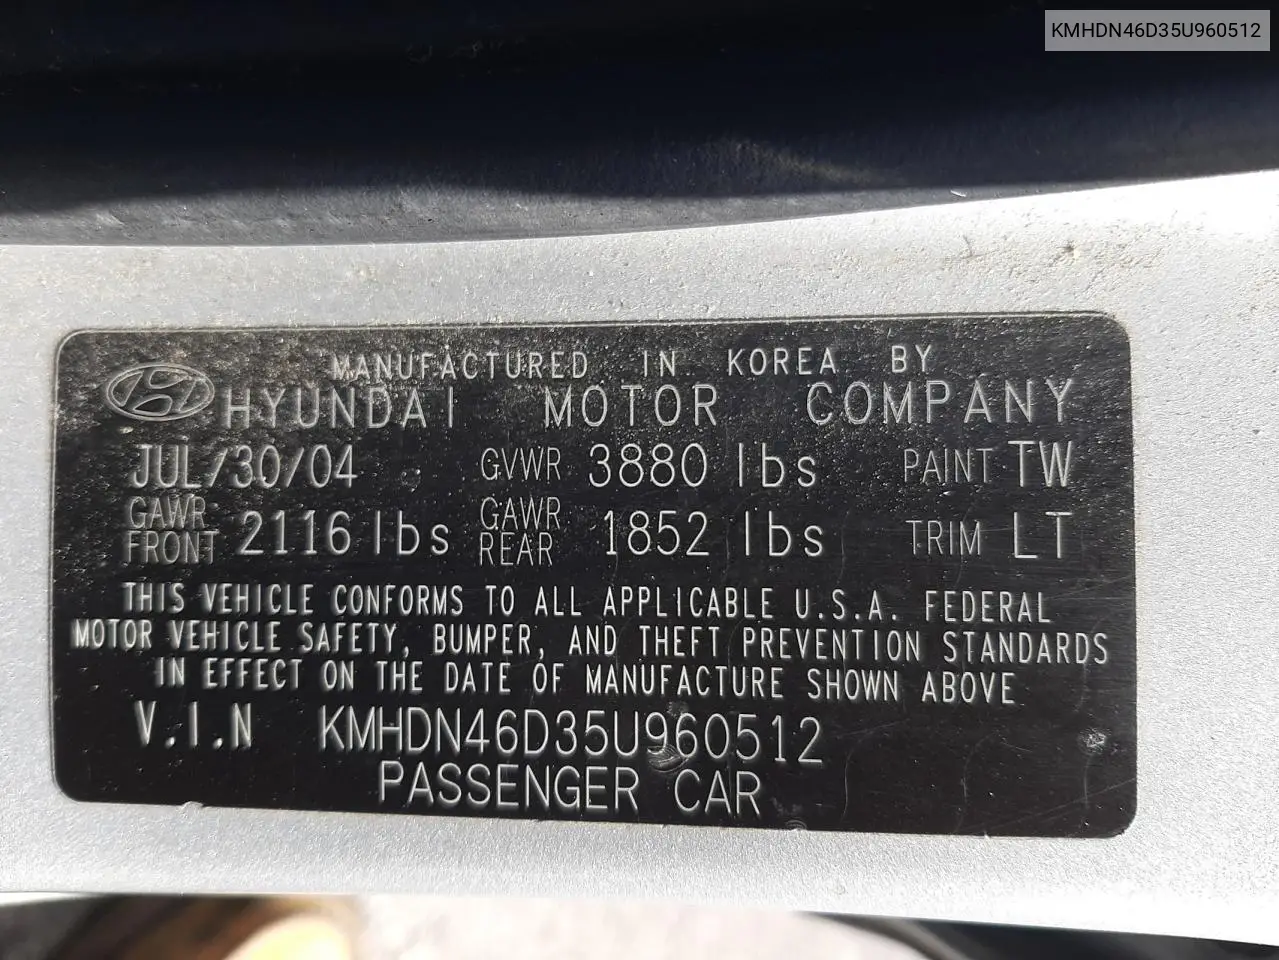 KMHDN46D35U960512
MANUFACTURED IN KOREA BY
HYUNDAI MOTOR COMPANY
JUL/30/04 GVWR 3880 lbs PAINT TW
GAWR FRONT 2116 lbs GAWR REAR 1852 lbs TRIM LT
THIS VEHICLE CONFORMS TO ALL APPLICABLE U.S.A. FEDERAL
MOTOR VEHICLE SAFETY, BUMPER, AND THEFT PREVENTION STANDARDS
IN EFFECT ON THE DATE OF MANUFACTURE SHOWN ABOVE
V.I.N KMHDN46D35U960512
PASSENGER CAR